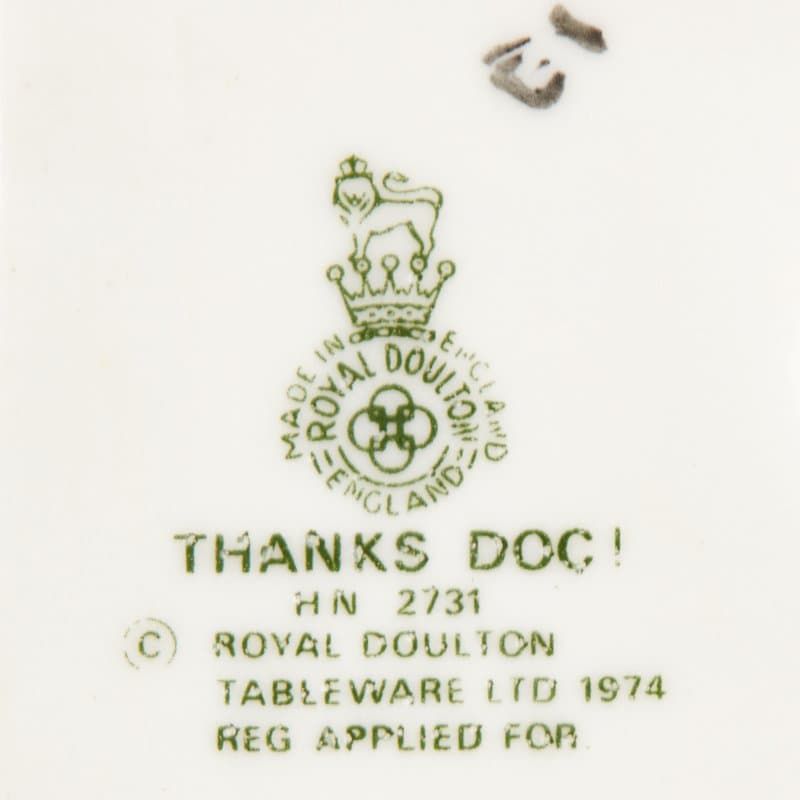 MADE IN ENGLAND
ROYAL DOULTON
ENGLAND
THANKS DOC!
HN 2731
© ROYAL DOULTON
TABLEWARE LTD 1974
REG APPLIED FOR